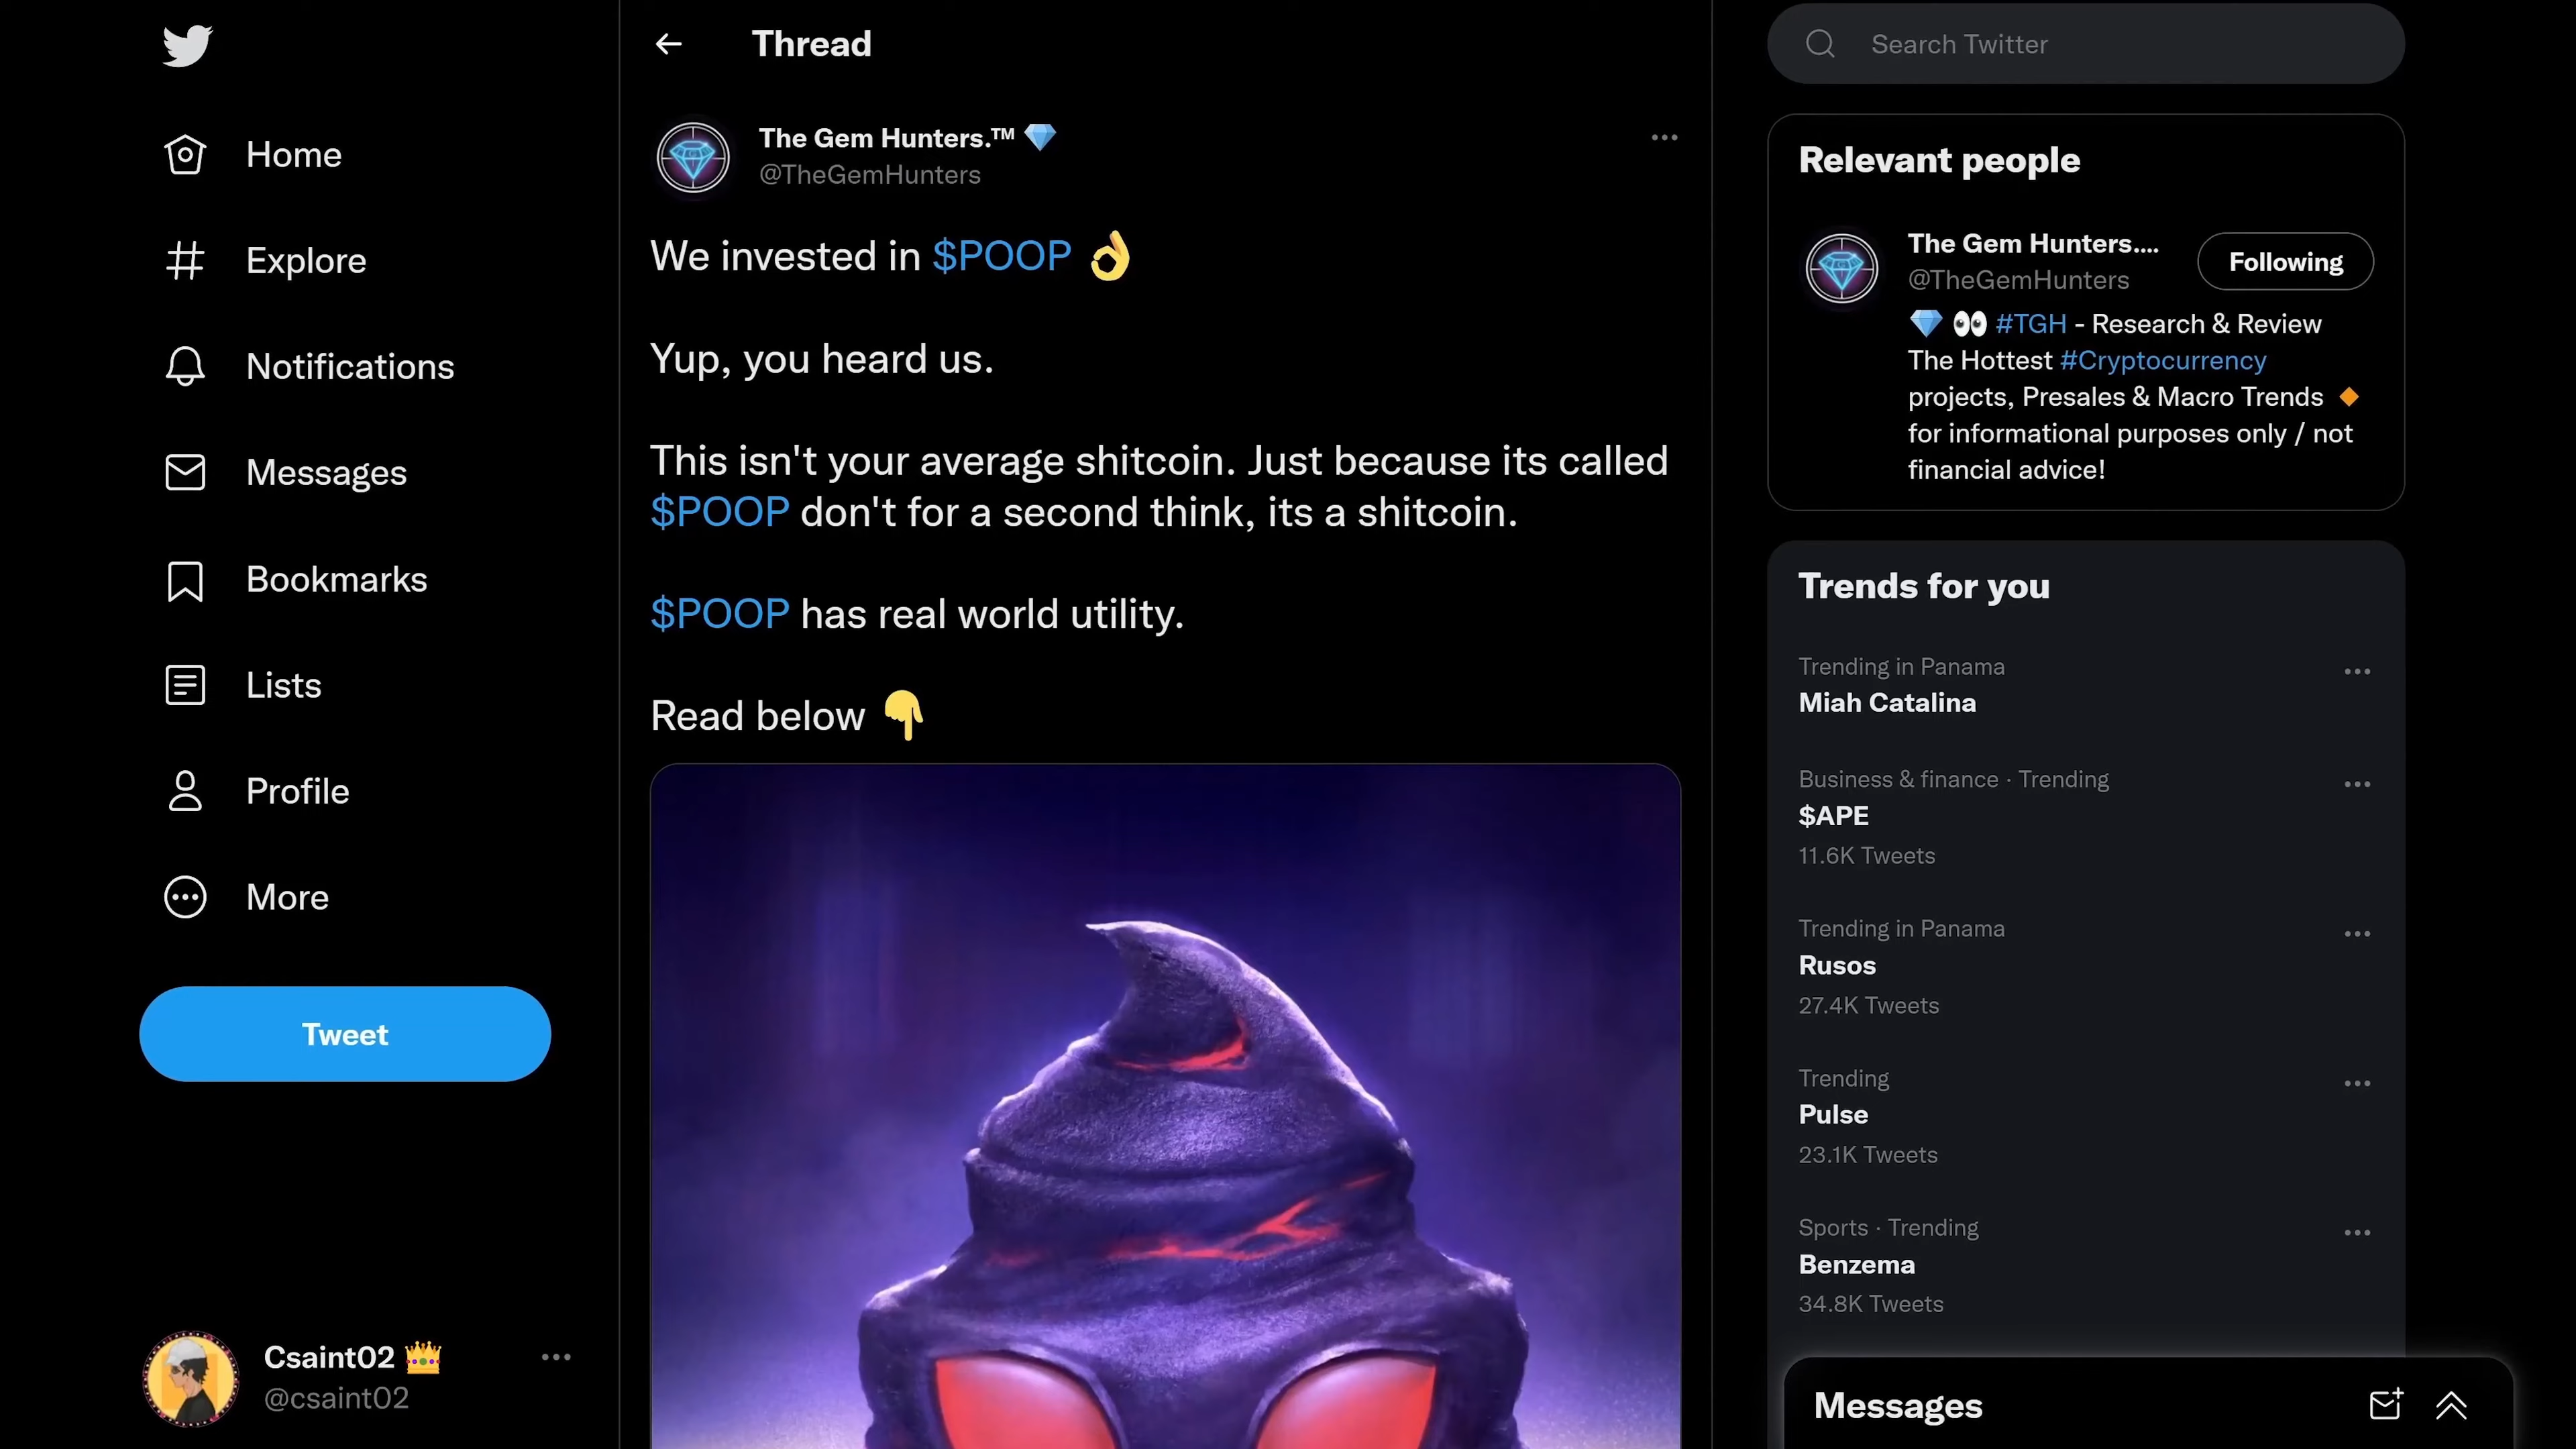 Home
Explore
Notifications
Messages
Bookmarks
Lists
Profile
More
Tweet
Csaint02 👑
@csaint02
Thread
The Gem Hunters.™ 💎
@TheGemHunters
We invested in $POOP 👌
Yup, you heard us.
This isn't your average shitcoin. Just because its called
$POOP don't for a second think, its a shitcoin.
$POOP has real world utility.
Read below 👇
Search Twitter
Relevant people
The Gem Hunters....
@TheGemHunters
Following
💎 👀 #TGH - Research & Review
The Hottest #Cryptocurrency
projects, Presales & Macro Trends 🔸
for informational purposes only / not
financial advice!
Trends for you
Trending in Panama
Miah Catalina
Business & finance · Trending
$APE
11.6K Tweets
Trending in Panama
Rusos
27.4K Tweets
Trending
Pulse
23.1K Tweets
Sports · Trending
Benzema
34.8K Tweets
Messages